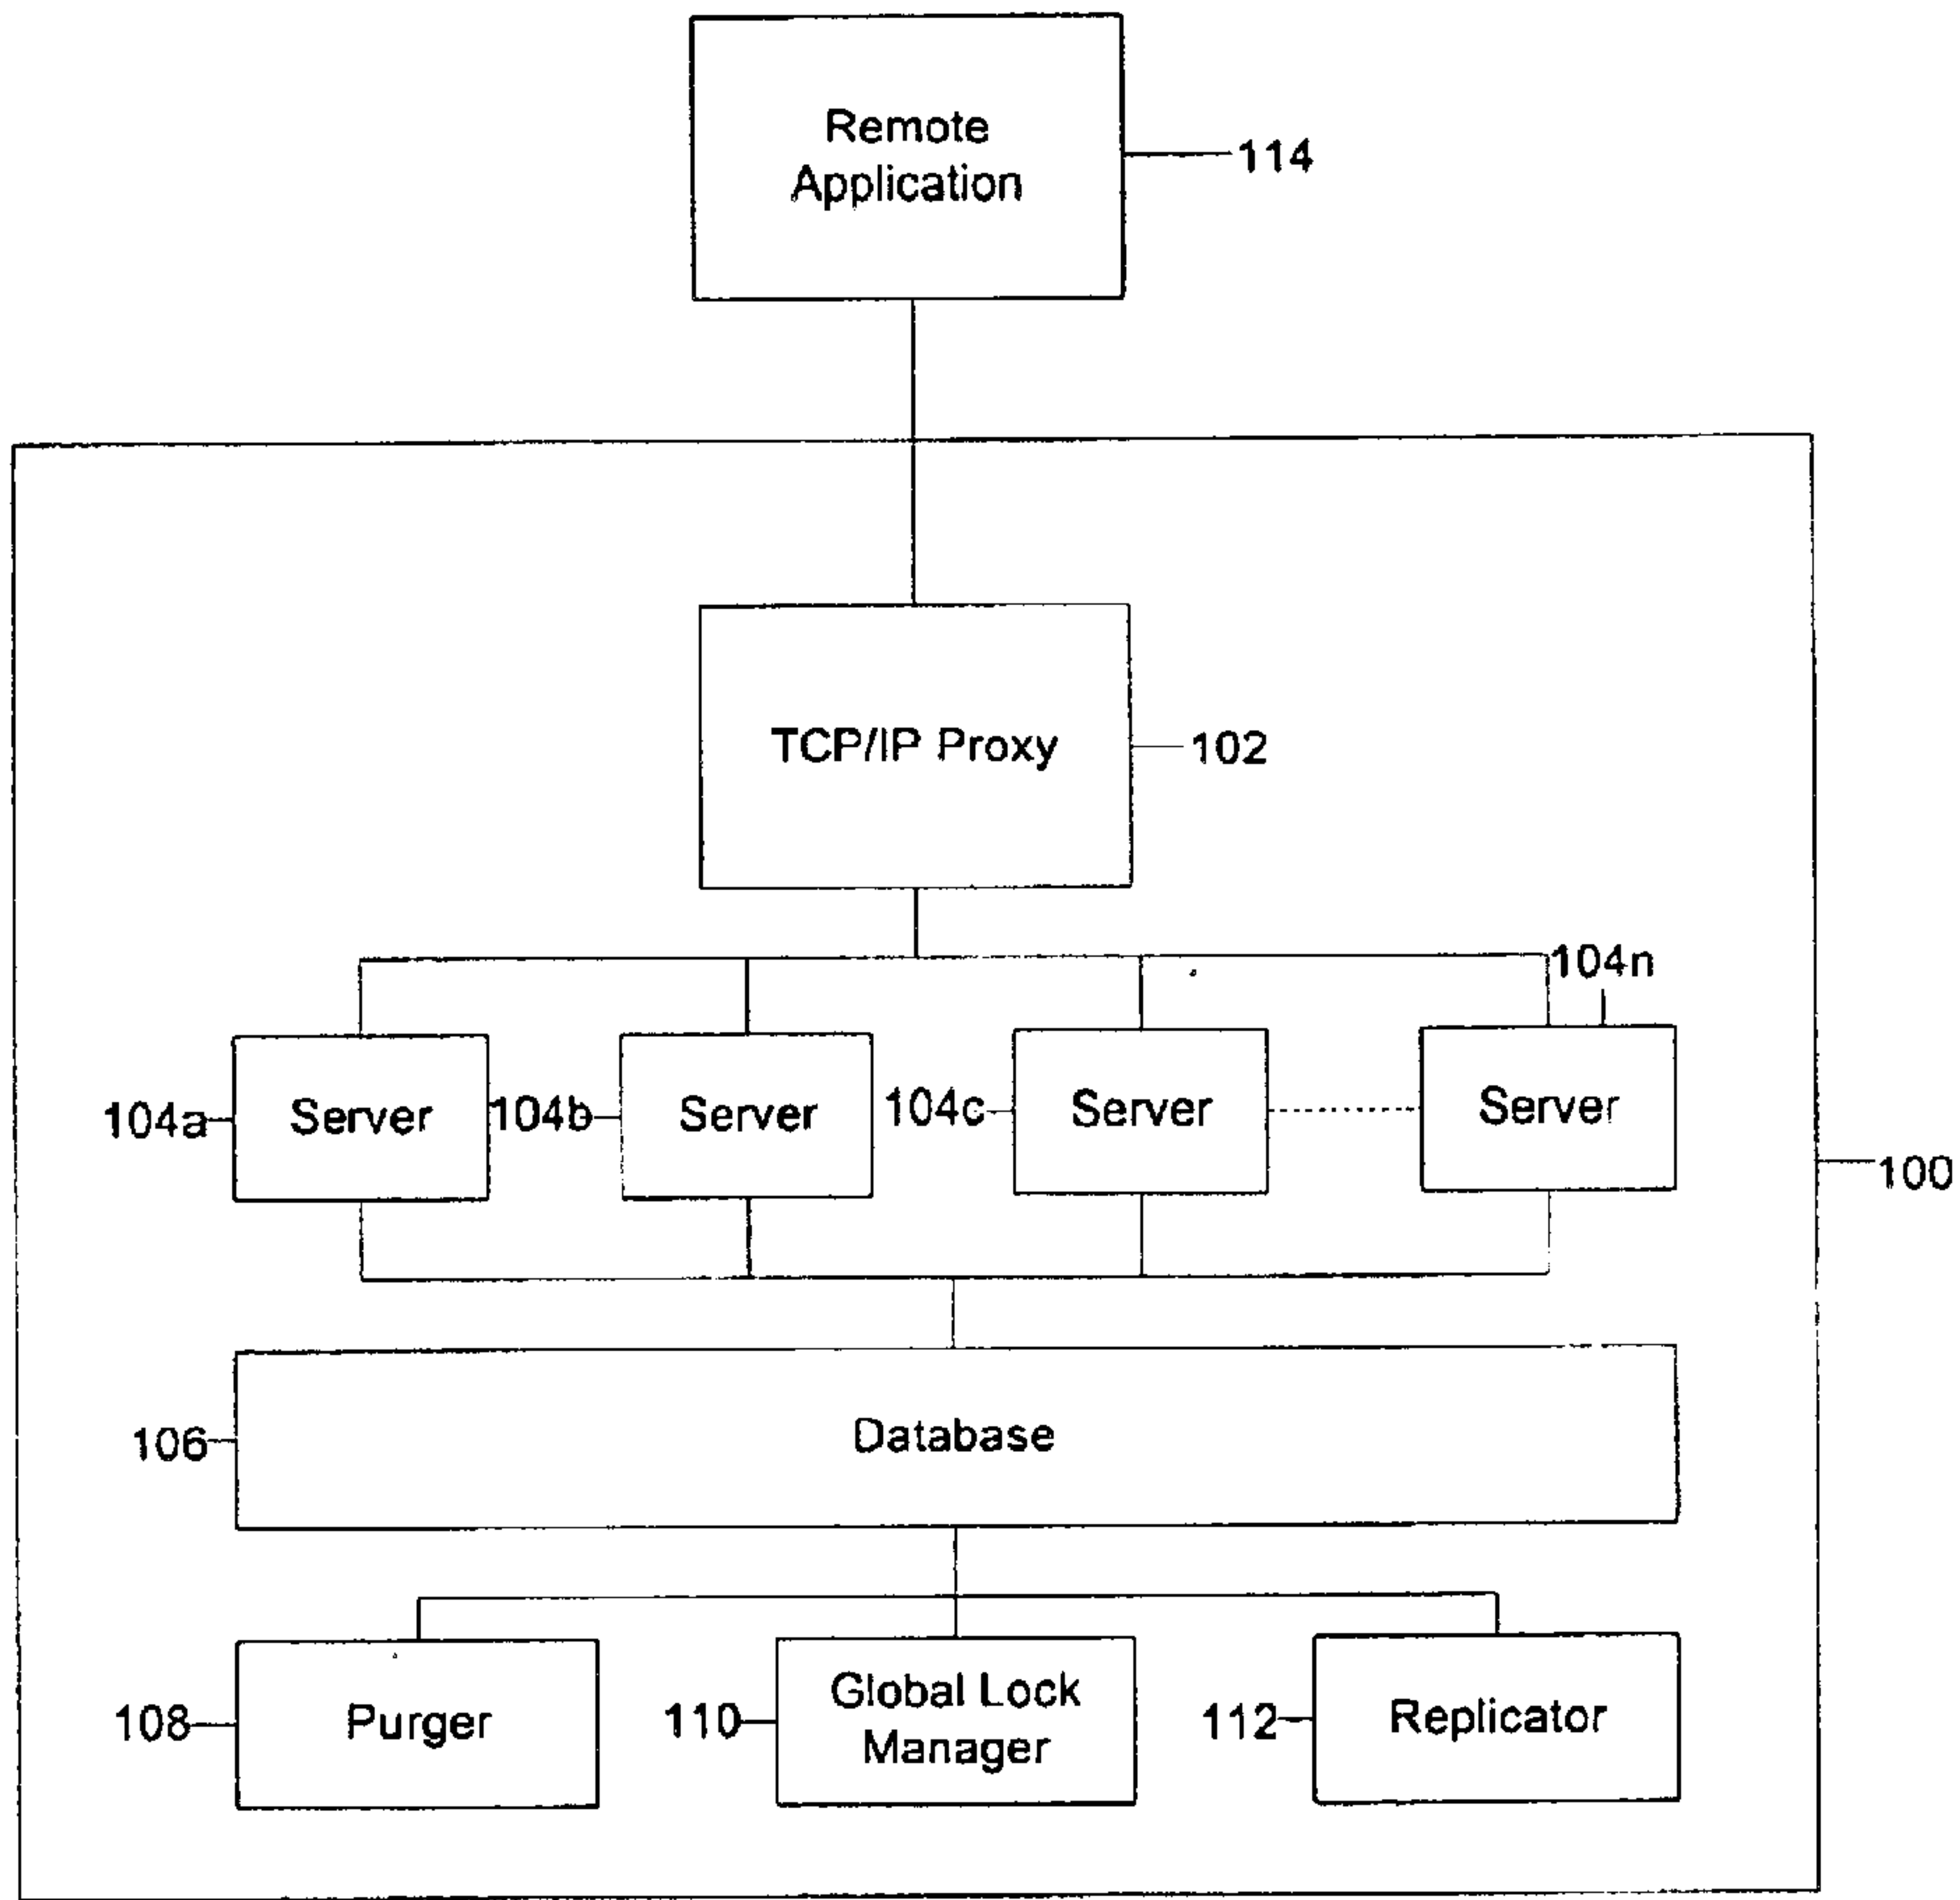 Remote
Application
114
TCP/IP Proxy
102
104n
104a
Server
104b
Server
104c
Server
Server
100
106
Database
108
Purger
110
Global Lock
Manager
112
Replicator